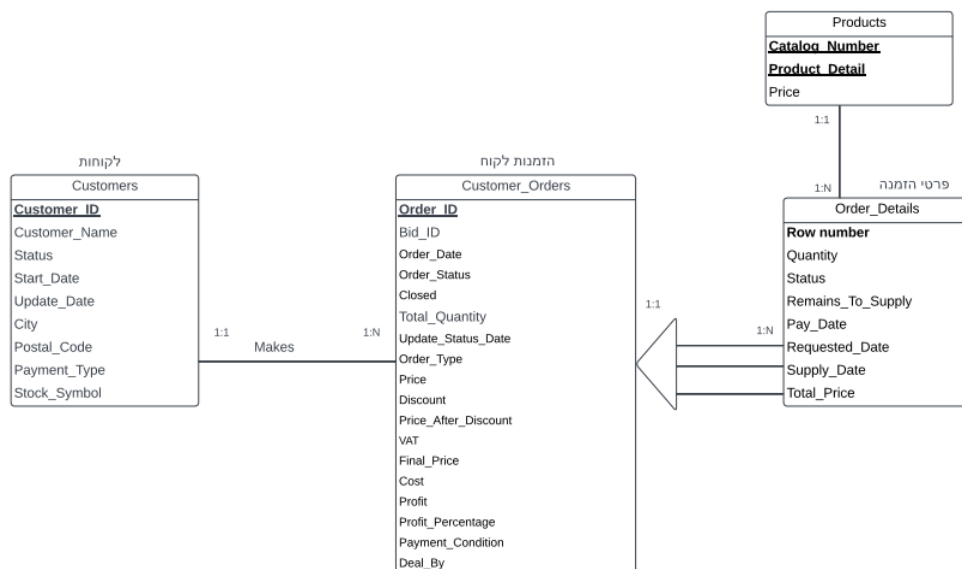 Products
Catalog_Number
Product_Detail
Price
1:1
1:N
פרטי הזמנה
Order_Details
Row number
Quantity
Status
Remains_To_Supply
Pay_Date
Requested_Date
Supply_Date
Total_Price
לקוחות
Customers
Customer_ID
Customer_Name
Status
Start_Date
Update_Date
City
Postal_Code
Payment_Type
Stock_Symbol
1:1
Makes
1:N
הזמנות לקוח
Customer_Orders
Order_ID
Bid_ID
Order_Date
Order_Status
Closed
Total_Quantity
Update_Status_Date
Order_Type
Price
Discount
Price_After_Discount
VAT
Final_Price
Cost
Profit
Profit_Percentage
Payment_Condition
Deal_By
1:1
1:N